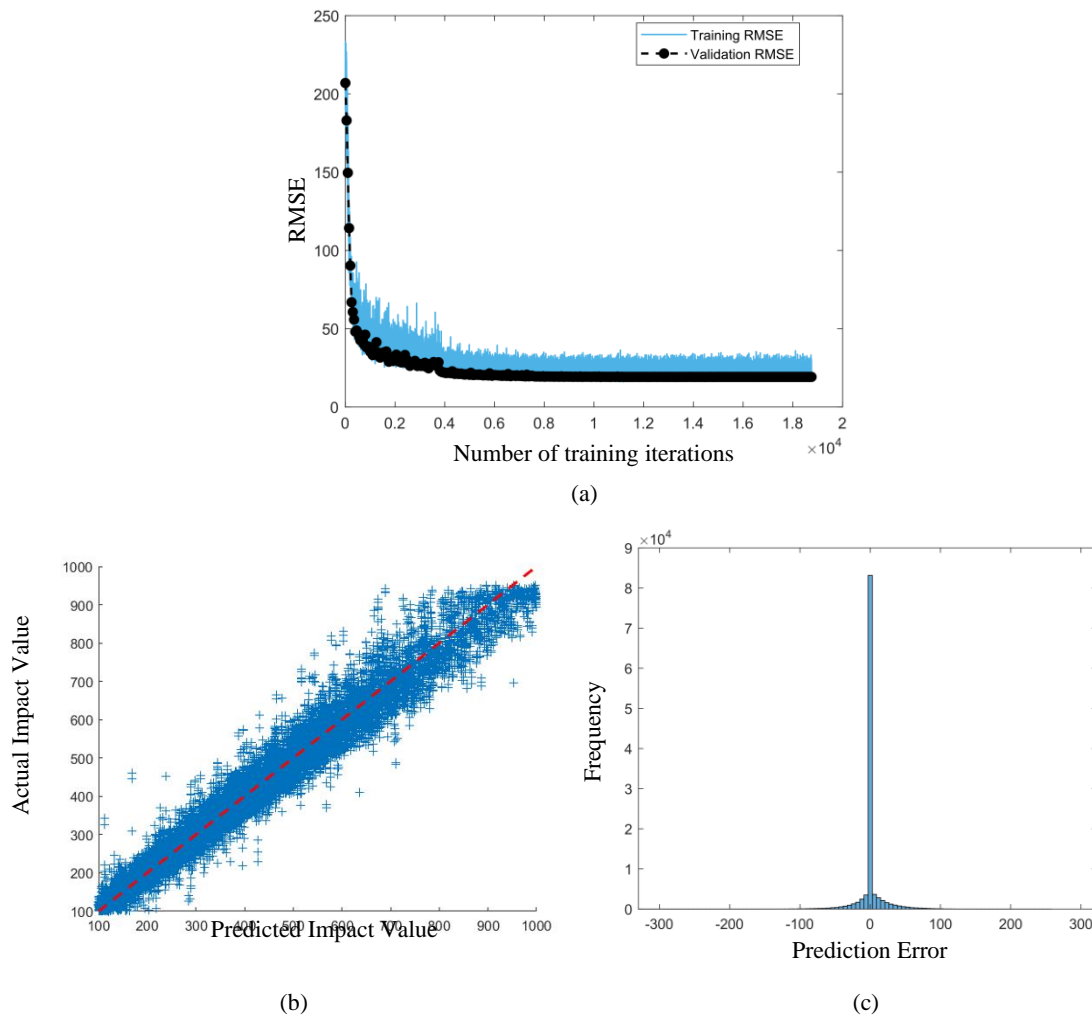 250
Training RMSE
Validation RMSE
200
150
RMSE
100
50
0
0 0.2 0.4 0.6 0.8 1 1.2 1.4 1.6 1.8 2
×10⁴
Number of training iterations
(a)
1000
900
800
700
600
500
400
300
200
100
Actual Impact Value
100 200 300 400 500 600 700 800 900 1000
Predicted Impact Value
(b)
×10⁴
9
8
7
6
5
4
3
2
1
0
Frequency
-300 -200 -100 0 100 200 300
Prediction Error
(c)